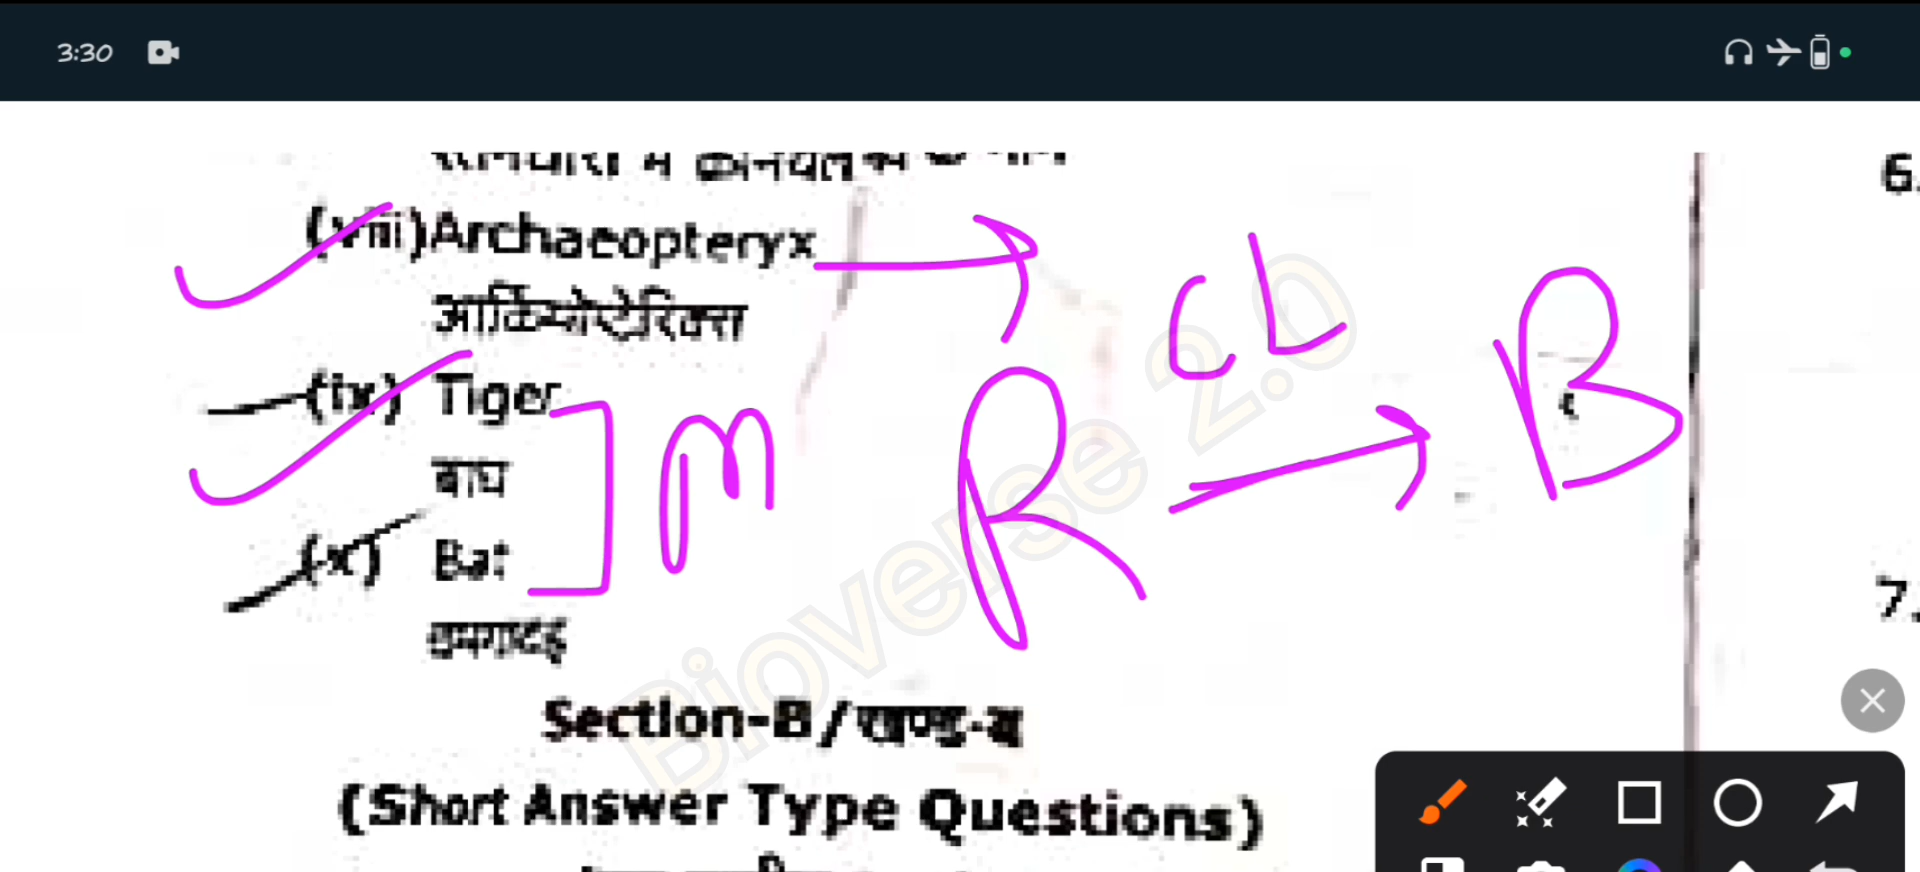 3:30
(viii) Archaeopteryx
आर्कियोप्टेरिक्स
(ix) Tiger
बाघ
(x) Bat
चमगादड़
M
R
CL
B
6.
7.
Bioverse 2.0
Section-B/खण्ड-ब
(Short Answer Type Questions)